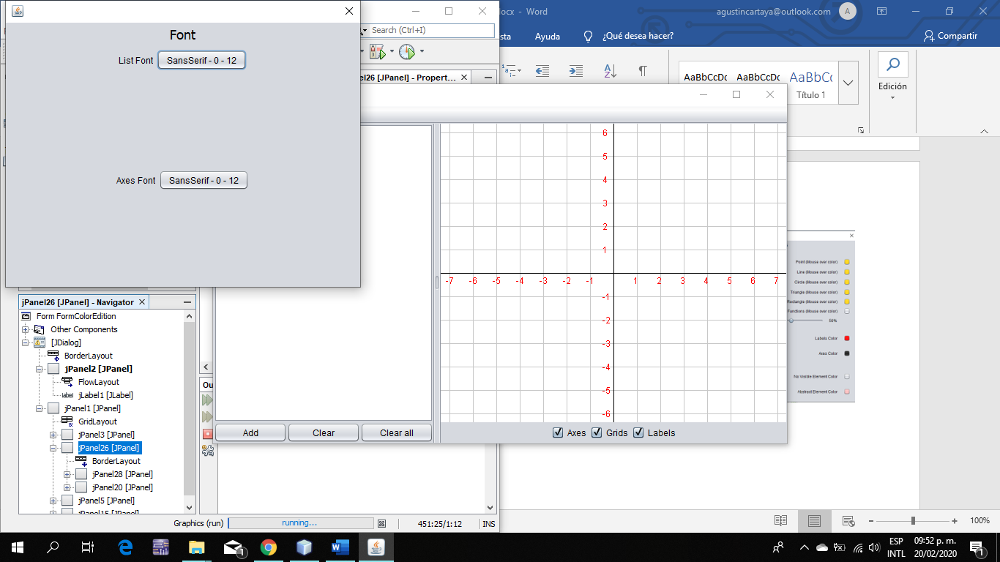 Font
List Font
SansSerif - 0 - 12
Axes Font
SansSerif - 0 - 12
Search (Ctrl+I)
el26 [JPanel] - Propert...
.docx - Word
agustincartaya@outlook.com
A
sta
Ayuda
¿Qué desea hacer?
Compartir
AaBbCcDc
AaBbCcDc
AaBbCc
Título 1
Edición
6
5
4
3
2
1
-7 -6 -5 -4 -3 -2 -1 1 2 3 4 5 6 7
-1
-2
-3
-4
-5
-6
Add
Clear
Clear all
Axes
Grids
Labels
Point (Mouse over color)
Line (Mouse over color)
Circle (Mouse over color)
Triangle (Mouse over color)
Rectangle (Mouse over color)
Functions (Mouse over color)
50%
Labels Color
Axes Color
No Visible Element Color
Abstract Element Color
jPanel26 [JPanel] - Navigator
Form FormColorEdition
Other Components
[JDialog]
BorderLayout
jPanel2 [JPanel]
FlowLayout
label
jLabel1 [JLabel]
jPanel1 [JPanel]
GridLayout
jPanel3 [JPanel]
jPanel26 [JPanel]
BorderLayout
jPanel28 [JPanel]
jPanel20 [JPanel]
jPanel5 [JPanel]
jPanel15 [JPanel]
Ou
Graphics (run)
running...
451:25/1:12
INS
100%
1
ESP
INTL
09:52 p. m.
20/02/2020
1